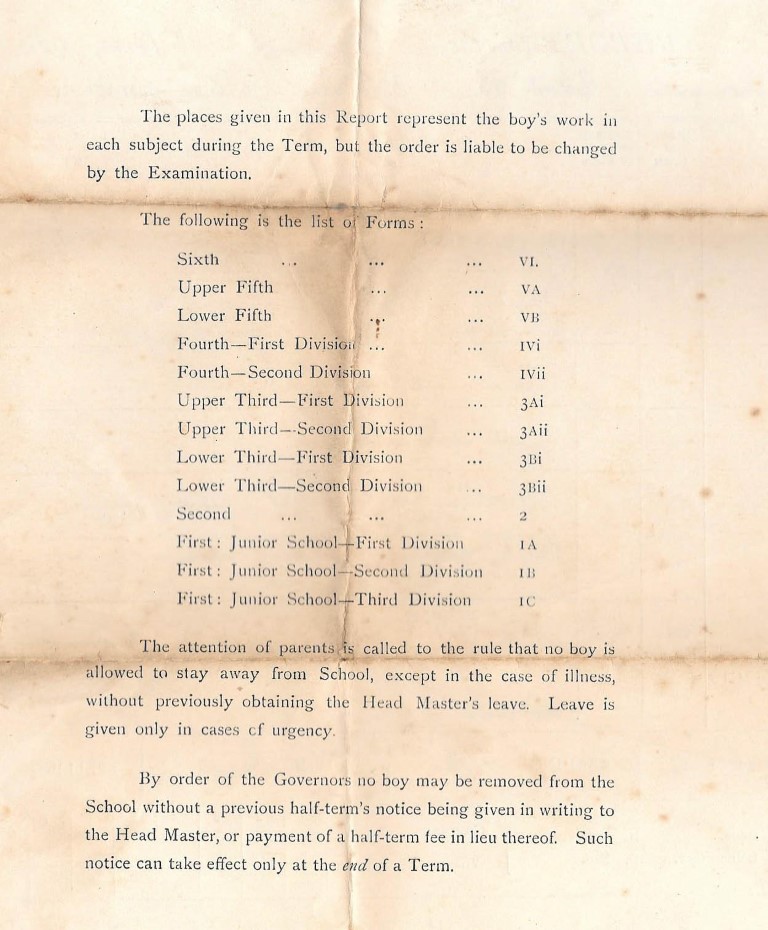 The places given in this Report represent the boy's work in
each subject during the Term, but the order is liable to be changed
by the Examination.
The following is the list of Forms :
Sixth ... ... ... VI.
Upper Fifth ... ... VA
Lower Fifth ... ... VB
Fourth—First Division ... ... IVi
Fourth—Second Division ... IVii
Upper Third—First Division ... 3Ai
Upper Third—Second Division ... 3Aii
Lower Third—First Division ... 3Bi
Lower Third—Second Division ... 3Bii
Second ... ... ... 2
First : Junior School—First Division IA
First : Junior School—Second Division IB
First : Junior School—Third Division IC
The attention of parents is called to the rule that no boy is
allowed to stay away from School, except in the case of illness,
without previously obtaining the Head Master's leave. Leave is
given only in cases of urgency.
By order of the Governors no boy may be removed from the
School without a previous half-term's notice being given in writing to
the Head Master, or payment of a half-term fee in lieu thereof. Such
notice can take effect only at the end of a Term.